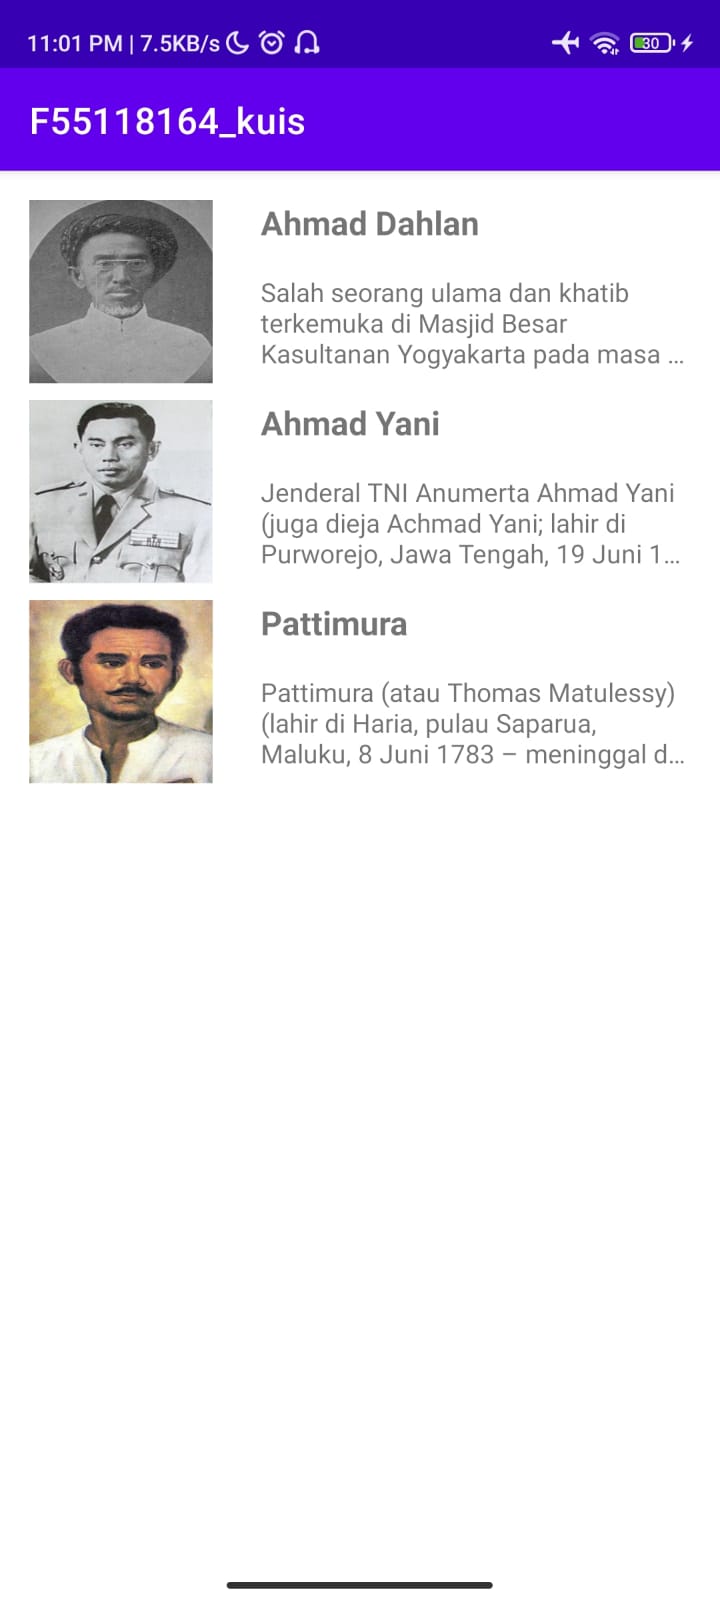 11:01 PM | 7.5KB/s 30
F55118164_kuis
Ahmad Dahlan
Salah seorang ulama dan khatib
terkemuka di Masjid Besar
Kasultanan Yogyakarta pada masa ...
Ahmad Yani
Jenderal TNI Anumerta Ahmad Yani
(juga dieja Achmad Yani; lahir di
Purworejo, Jawa Tengah, 19 Juni 1...
Pattimura
Pattimura (atau Thomas Matulessy)
(lahir di Haria, pulau Saparua,
Maluku, 8 Juni 1783 – meninggal d...